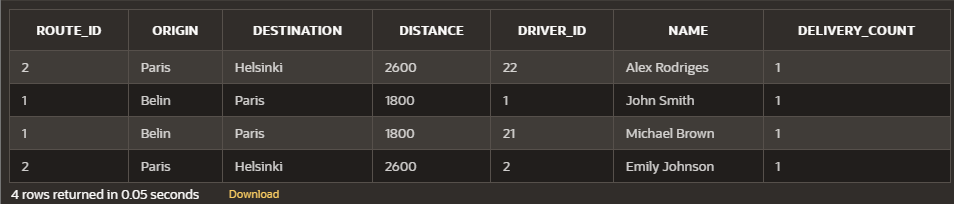 ROUTE_ID ORIGIN DESTINATION DISTANCE DRIVER_ID NAME DELIVERY_COUNT
2 Paris Helsinki 2600 22 Alex Rodriges 1
1 Belin Paris 1800 1 John Smith 1
1 Belin Paris 1800 21 Michael Brown 1
2 Paris Helsinki 2600 2 Emily Johnson 1
4 rows returned in 0.05 seconds Download